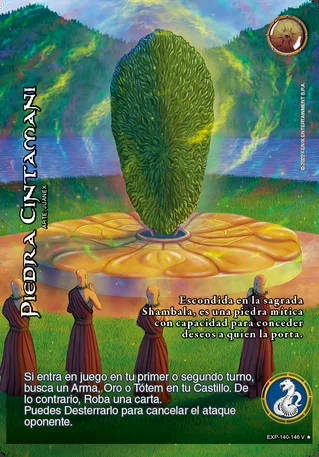 PIEDRA CINTAMANI
ARTE: JUANEX
© 2022 FENIX ENTERTAINMENT S.P.A.
Escondida en la sagrada
Shambala, es una piedra mítica
con capacidad para conceder
deseos a quien la porta.
Si entra en juego en tu primer o segundo turno,
busca un Arma, Oro o Tótem en tu Castillo. De
lo contrario, Roba una carta.
Puedes Desterrarlo para cancelar el ataque
oponente.
EXP-140-146 V ★